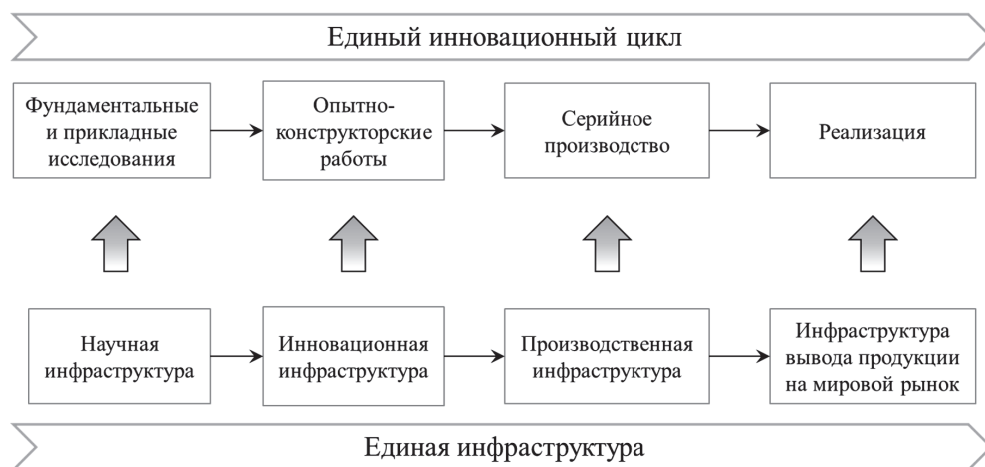 Единый инновационный цикл
Фундаментальные
и прикладные
исследования
Опытно-
конструкторские
работы
Серийное
производство
Реализация
Научная
инфраструктура
Инновационная
инфраструктура
Производственная
инфраструктура
Инфраструктура
вывода продукции
на мировой рынок
Единая инфраструктура